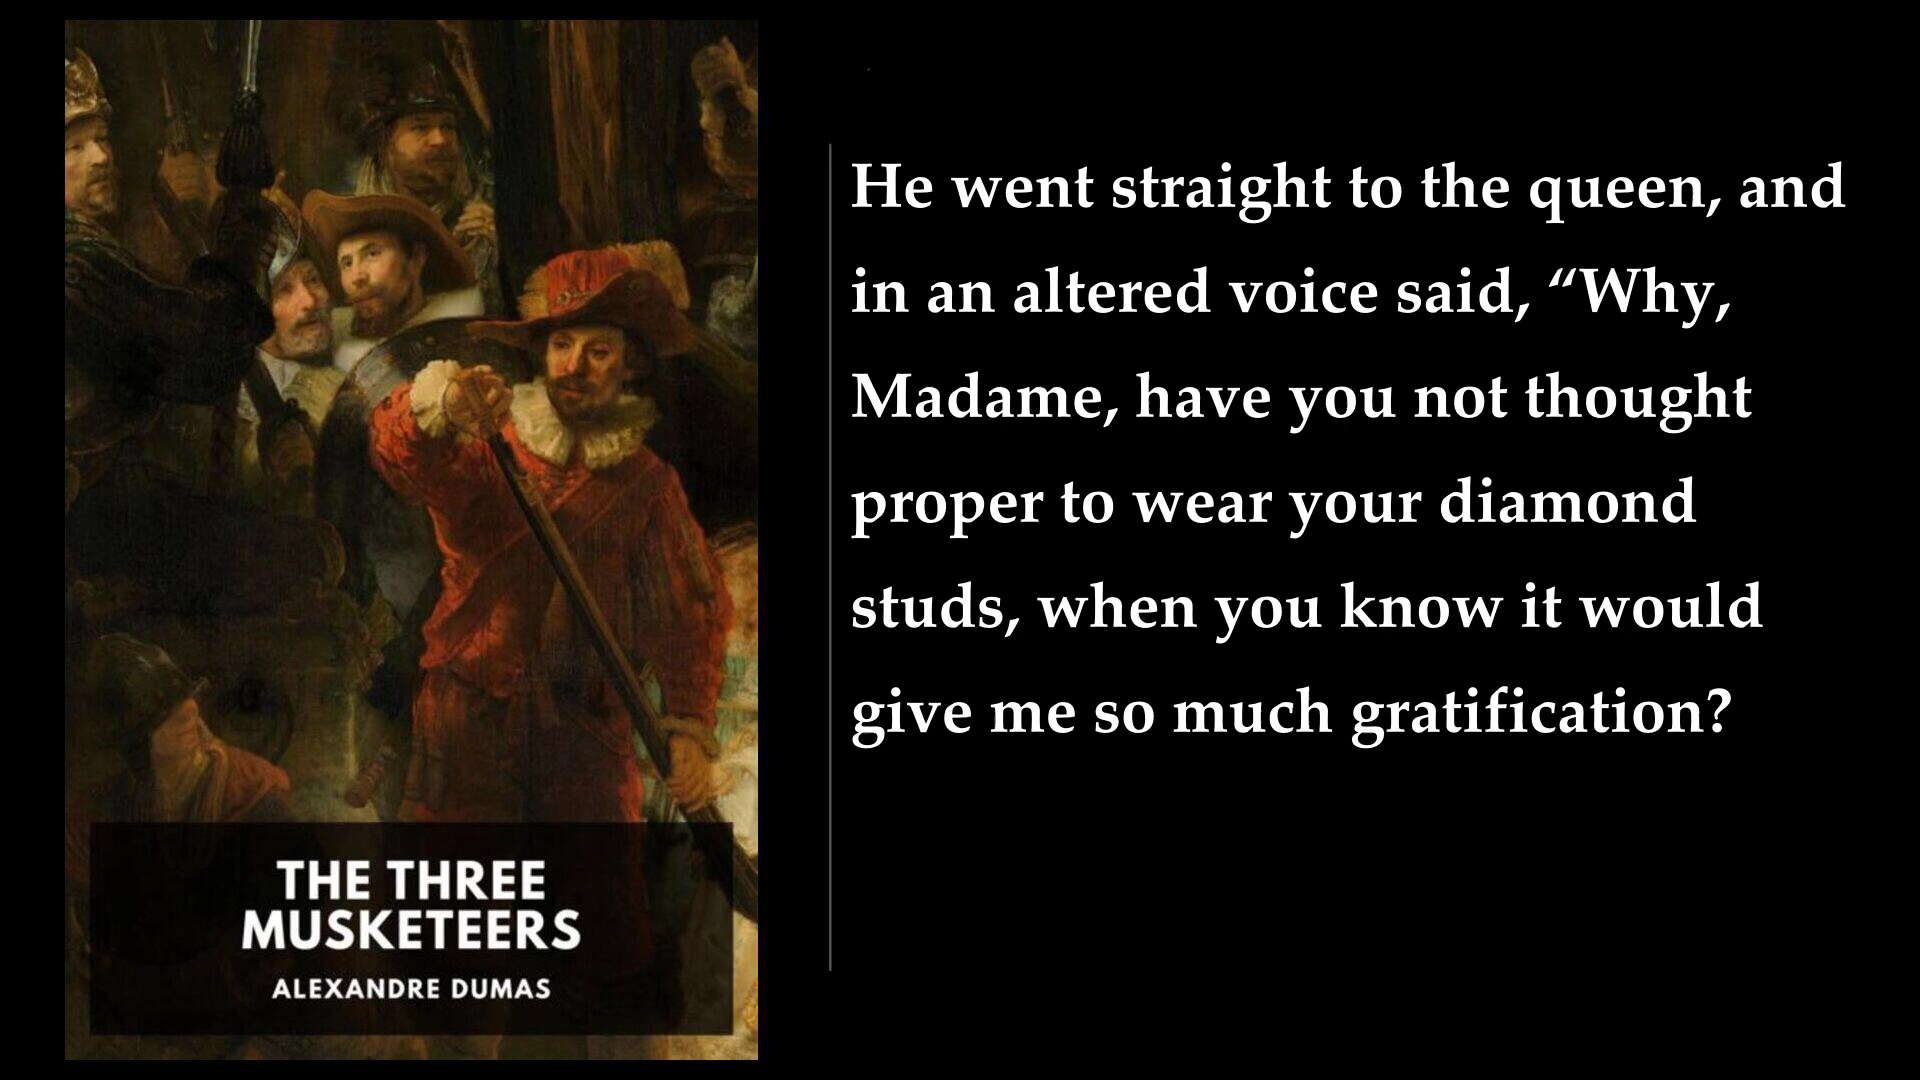 He went straight to the queen, and
in an altered voice said, “Why,
Madame, have you not thought
proper to wear your diamond
studs, when you know it would
give me so much gratification?
THE THREE
MUSKETEERS
ALEXANDRE DUMAS